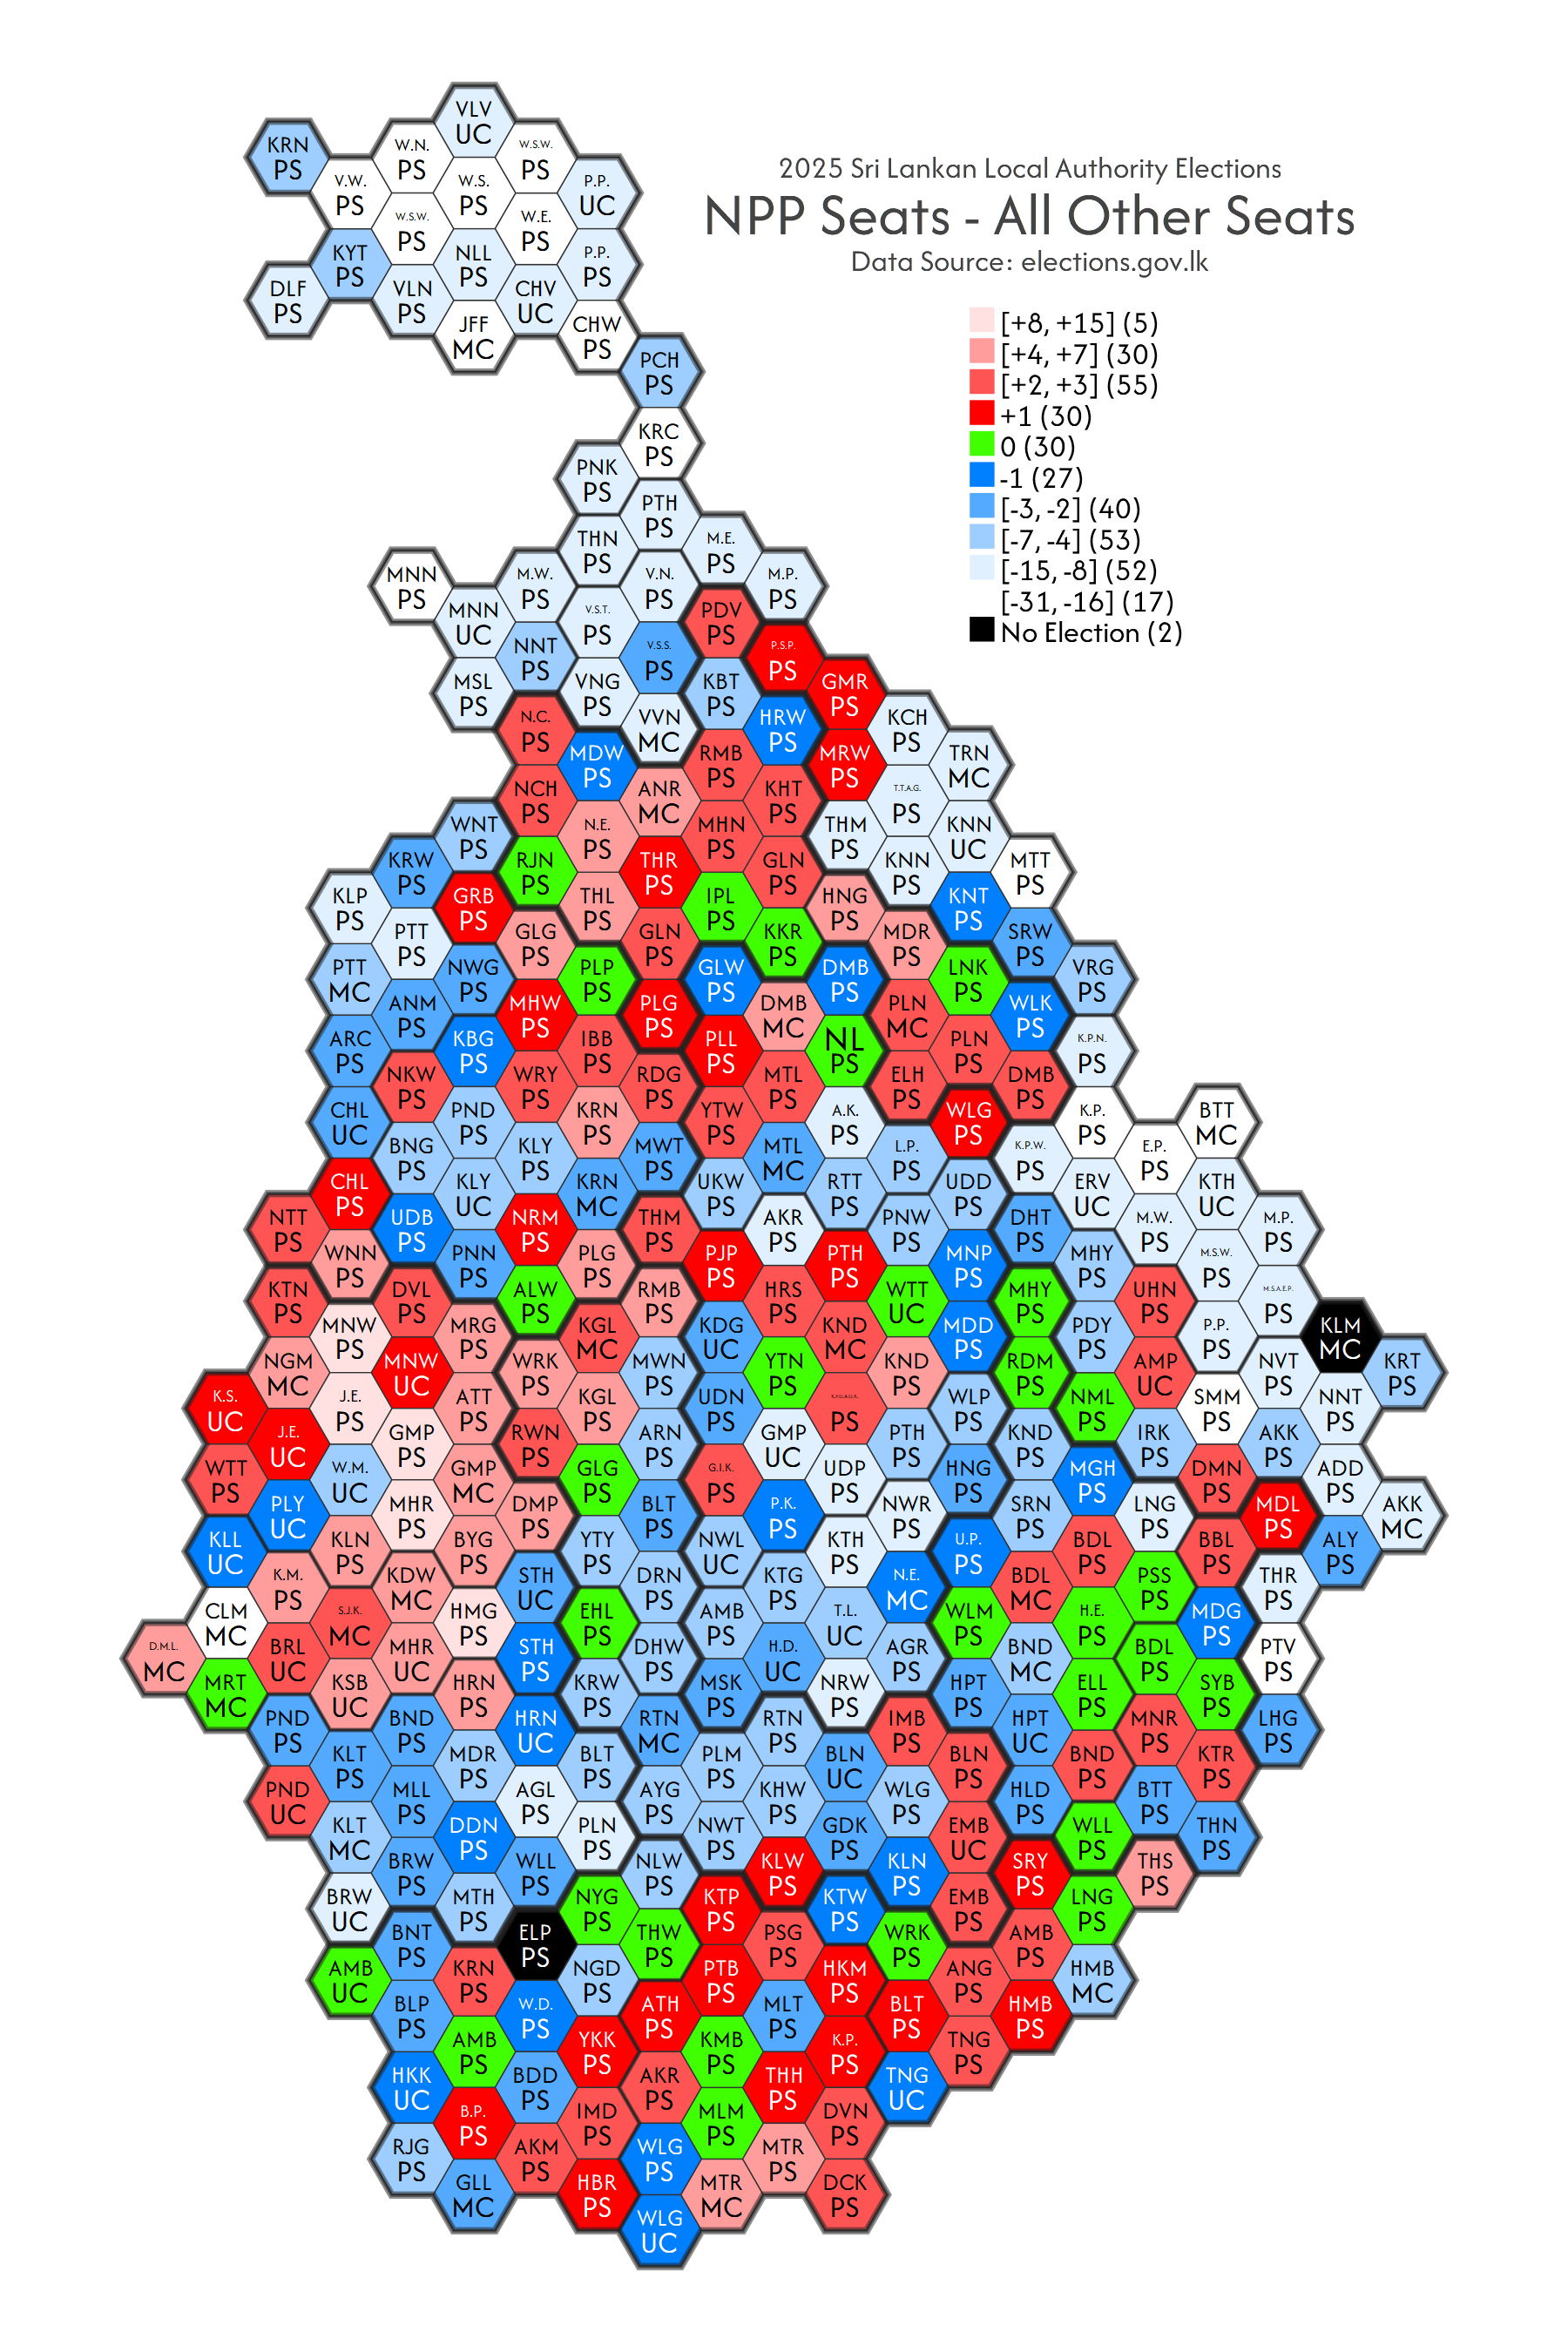 2025 Sri Lankan Local Authority Elections
NPP Seats - All Other Seats
Data Source: elections.gov.lk
[+8, +15] (5)
[+4, +7] (30)
[+2, +3] (55)
+1 (30)
0 (30)
-1 (27)
[-3, -2] (40)
[-7, -4] (53)
[-15, -8] (52)
[-31, -16] (17)
No Election (2)
VLV
UC
KRN W.N. W.S.W.
PS PS PS
V.W. W.S. P.P.
PS PS UC
W.S.W. W.E.
PS PS
KYT NLL P.P.
PS PS PS
DLF VLN CHV
PS PS UC
JFF CHW
MC PS
PCH
PS
KRC
PS
PNK
PS
PTH
PS
THN M.E.
PS PS
MNN M.W. V.N. M.P.
PS PS PS PS
MNN V.S.T. PDV
UC PS PS
NNT V.S.S. P.S.P.
PS PS PS
MSL VNG KBT GMR
PS PS PS PS
N.C. VVN HRW KCH
PS MC PS PS
MDW RMB MRW TRN
PS PS PS MC
NCH ANR KHT T.T.A.G.
PS MC PS PS
WNT N.E. MHN THM KNN
PS PS PS PS UC
KRW RJN THR GLN KNN MTT
PS PS PS PS PS PS
KLP GRB THL IPL HNG KNT
PS PS PS PS PS PS
PTT GLG GLN KKR MDR SRW
PS PS PS PS PS PS
PTT NWG PLP GLW DMB LNK VRG
MC PS PS PS PS PS PS
ANM MHW PLG DMB PLN WLK
PS PS PS MC MC PS
ARC KBG IBB PLL NL PLN K.P.N.
PS PS PS PS PS PS PS
NKW WRY RDG MTL ELH DMB
PS PS PS PS PS PS
CHL PND KRN YTW A.K. WLG K.P. BTT
UC PS PS PS PS PS PS MC
BNG KLY MWT MTL L.P. K.P.W. E.P.
PS PS PS MC PS PS PS
CHL KLY KRN UKW RTT UDD ERV KTH
PS UC MC PS PS PS UC UC
NTT UDB NRM THM AKR PNW DHT M.W. M.P.
PS PS PS PS PS PS PS PS PS
WNN PNN PLG PJP PTH MNP MHY M.S.W.
PS PS PS PS PS PS PS PS
KTN DVL ALW RMB HRS WTT MHY UHN M.S.A.E.P.
PS PS PS PS PS UC PS PS PS
MNW MRG KGL KDG KND MDD PDY P.P. KLM
PS PS MC UC MC PS PS PS MC
NGM MNW WRK MWN YTN KND RDM AMP NVT KRT
MC UC PS PS PS PS PS UC PS PS
K.S. J.E. ATT KGL UDN WLP NML SMM NNT
UC PS PS PS PS PS PS PS PS PS
J.E. GMP RWN ARN GMP PTH KND IRK AKK
UC PS PS PS UC PS PS PS PS
WTT W.M. GMP GLG G.I.K. UDP HNG MGH DMN ADD
PS UC MC PS PS PS PS PS PS PS
PLY MHR DMP BLT P.K. NWR SRN LNG MDL AKK
UC PS PS PS PS PS PS PS PS MC
KLL KLN BYG YTY NWL KTH U.P. BDL BBL ALY
UC PS PS PS UC PS PS PS PS PS
K.M. KDW STH DRN KTG N.E. BDL PSS THR
PS MC UC PS PS MC MC PS PS
CLM S.J.K. HMG EHL AMB T.L. WLM H.E. MDG
MC MC PS PS PS UC PS PS PS
D.M.L. BRL MHR STH DHW H.D. AGR BND BDL PTV
MC UC UC PS PS UC PS MC PS PS
MRT KSB HRN KRW MSK NRW HPT ELL SYB
MC UC PS PS PS PS PS PS PS
PND BND HRN RTN RTN IMB HPT MNR LHG
PS PS UC MC PS PS UC PS PS
KLT MDR BLT PLM BLN BLN BND KTR
PS PS PS PS UC PS PS PS
PND MLL AGL AYG KHW WLG HLD BTT
UC PS PS PS PS PS PS PS
KLT DDN PLN NWT GDK EMB WLL THN
MC PS PS PS PS UC PS PS
BRW WLL NLW KLW KLN SRY THS
PS PS PS PS PS PS PS
BRW MTH NYG KTP KTW EMB LNG
UC PS PS PS PS PS PS
BNT ELP THW PSG WRK AMB
PS PS PS PS PS PS
AMB KRN NGD PTB HKM ANG HMB
UC PS PS PS PS PS MC
BLP W.D. ATH MLT BLT HMB
PS PS PS PS PS PS
AMB YKK KMB K.P. TNG
PS PS PS PS PS
HKK BDD AKR THH TNG
UC PS PS PS UC
B.P. IMD MLM DVN
PS PS PS PS
RJG AKM WLG MTR
PS PS PS PS
GLL HBR MTR DCK
MC PS MC PS
WLG
UC